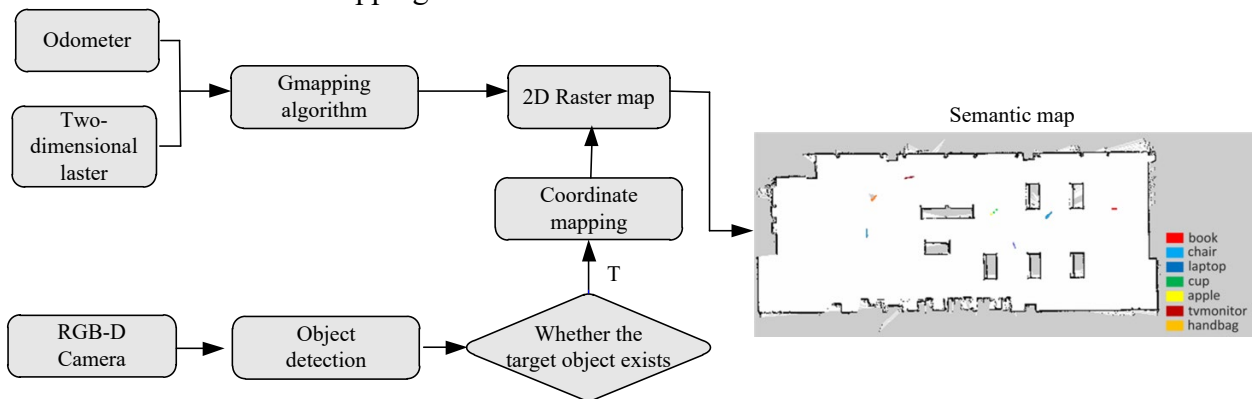 pping
Odometer
Gmapping
algorithm
2D Raster map
Two-
dimensional
laster
Semantic map
Coordinate
mapping
T
RGB-D
Camera
Object
detection
Whether the
target object exists
book
chair
laptop
cup
apple
tvmonitor
handbag